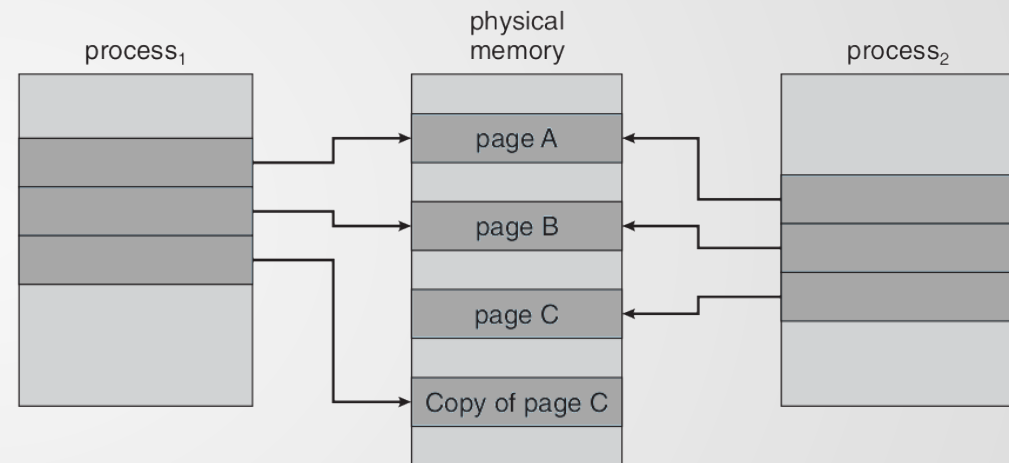 process₁
physical
memory
process₂
page A
page B
page C
Copy of page C